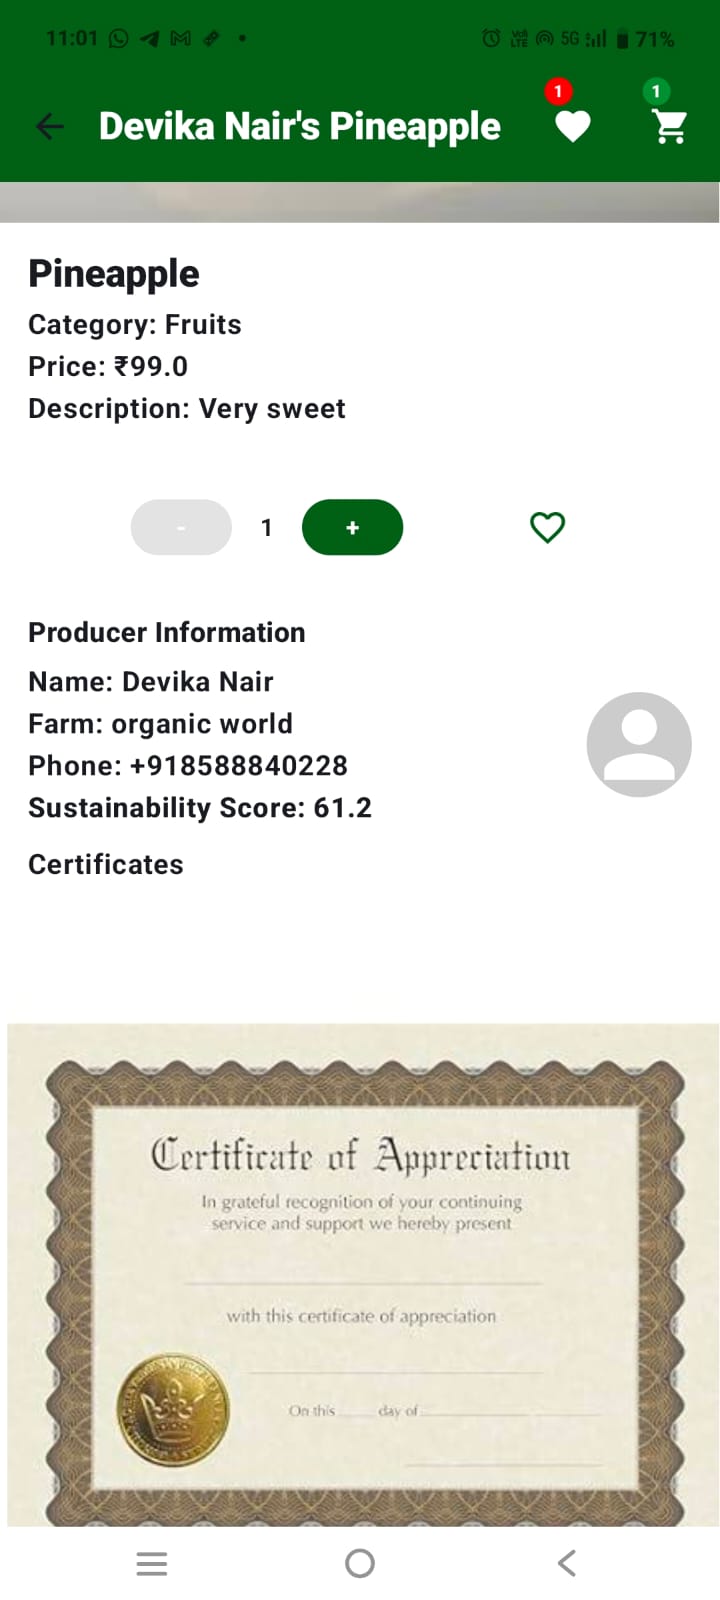 11:01
5G
71%
Devika Nair's Pineapple
1
1
Pineapple
Category: Fruits
Price: ₹99.0
Description: Very sweet
-
1
+
Producer Information
Name: Devika Nair
Farm: organic world
Phone: +918588840228
Sustainability Score: 61.2
Certificates
Certificate of Appreciation
In grateful recognition of your continuing
service and support we hereby present
with this certificate of appreciation
On this day of